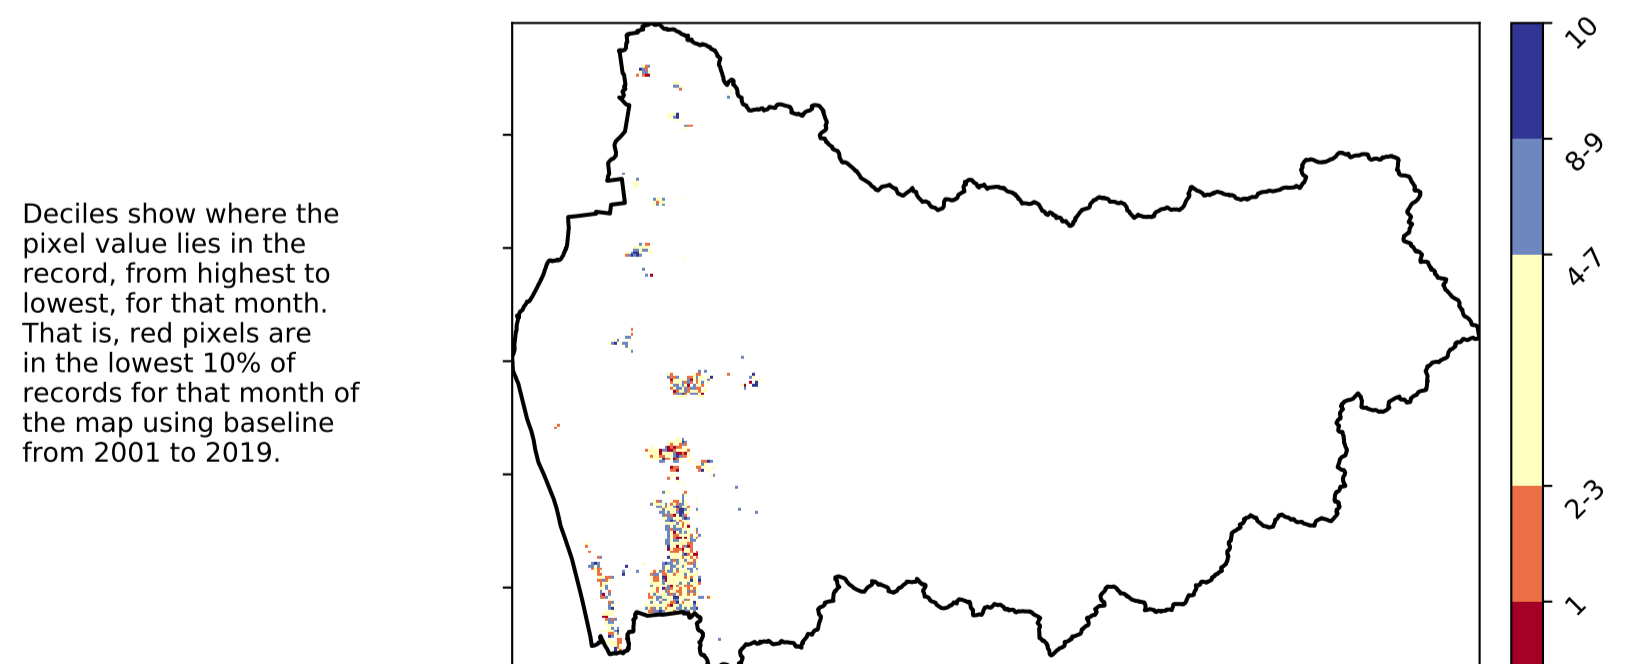 Deciles show where the
pixel value lies in the
record, from highest to
lowest, for that month.
That is, red pixels are
in the lowest 10% of
records for that month of
the map using baseline
from 2001 to 2019.
10
8-9
4-7
2-3
1